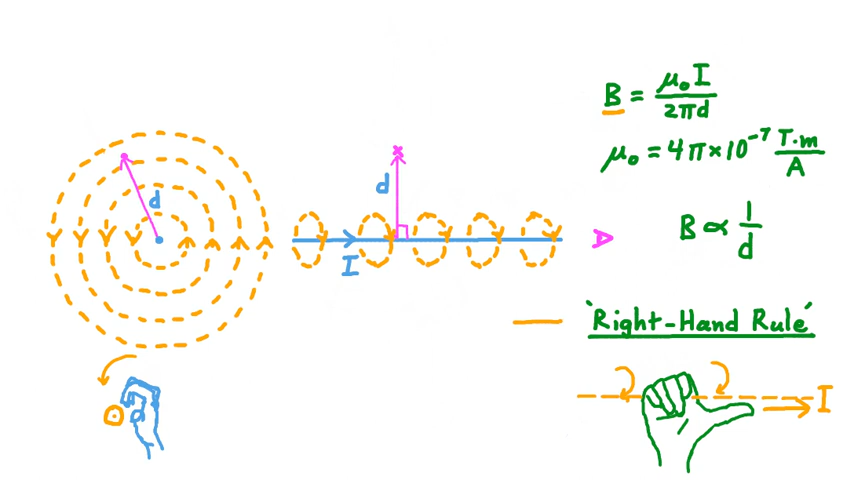 B = μ₀I / 2πd
μ₀ = 4π×10⁻⁷ T·m / A
d
d
B ∝ 1 / d
I
'Right-Hand Rule'
I